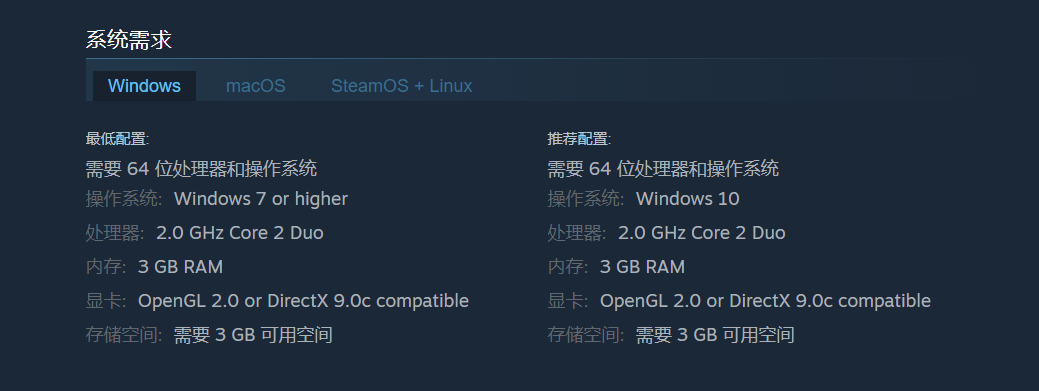 系统需求
Windows macOS SteamOS + Linux
最低配置:
需要 64 位处理器和操作系统
操作系统: Windows 7 or higher
处理器: 2.0 GHz Core 2 Duo
内存: 3 GB RAM
显卡: OpenGL 2.0 or DirectX 9.0c compatible
存储空间: 需要 3 GB 可用空间
推荐配置:
需要 64 位处理器和操作系统
操作系统: Windows 10
处理器: 2.0 GHz Core 2 Duo
内存: 3 GB RAM
显卡: OpenGL 2.0 or DirectX 9.0c compatible
存储空间: 需要 3 GB 可用空间